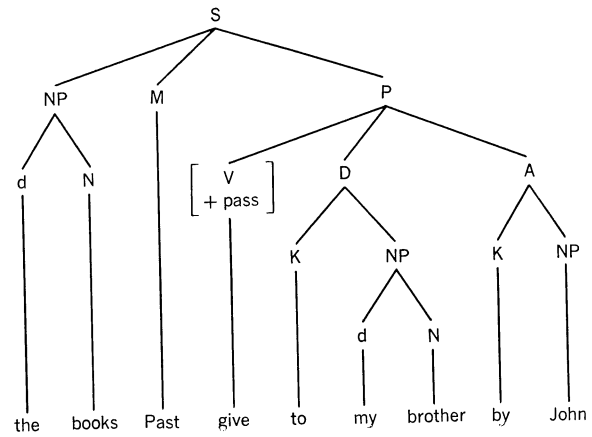 S
NP M P
d N V D A
+ pass
K NP K NP
d N
the books Past give to my brother by John